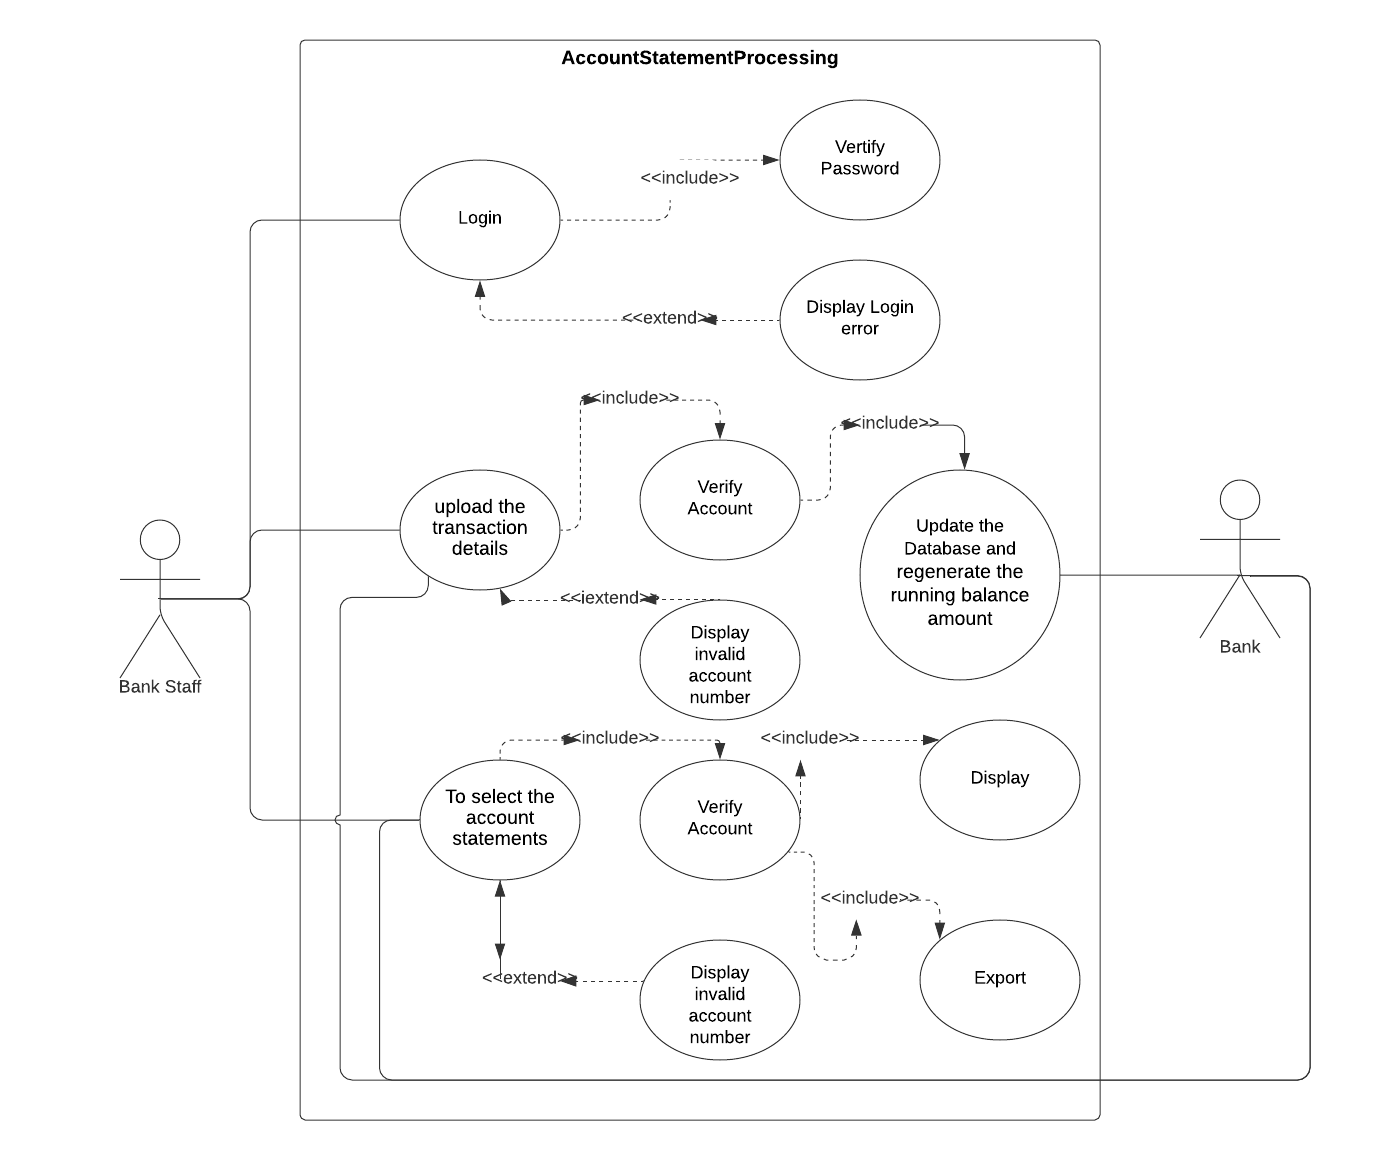 AccountStatementProcessing
Vertify
Password
<<include>>
Login
Display Login
error
<<extend>>
<<include>>
<<include>>
Verify
Account
upload the
transaction
details
Update the
Database and
regenerate the
running balance
amount
<<iextend>>
Display
invalid
account
number
Bank
Bank Staff
<<include>>
<<include>>
Display
To select the
account
statements
Verify
Account
<<include>>
<<extend>>
Display
invalid
account
number
Export